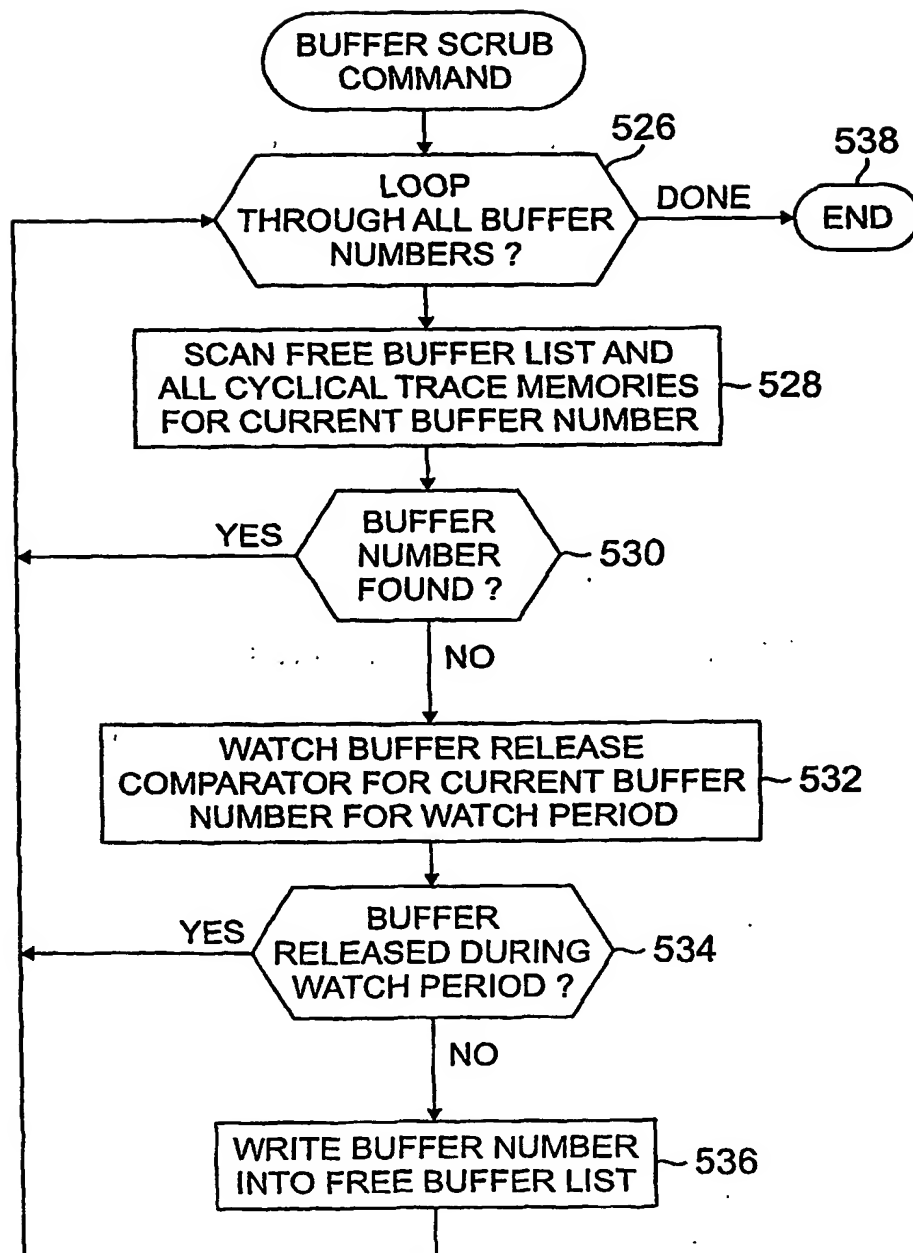 BUFFER SCRUB
COMMAND
526
538
LOOP
THROUGH ALL BUFFER
NUMBERS ?
DONE
END
SCAN FREE BUFFER LIST AND
ALL CYCLICAL TRACE MEMORIES
FOR CURRENT BUFFER NUMBER
528
YES
BUFFER
NUMBER
FOUND ?
530
NO
WATCH BUFFER RELEASE
COMPARATOR FOR CURRENT BUFFER
NUMBER FOR WATCH PERIOD
532
YES
BUFFER
RELEASED DURING
WATCH PERIOD ?
534
NO
WRITE BUFFER NUMBER
INTO FREE BUFFER LIST
536